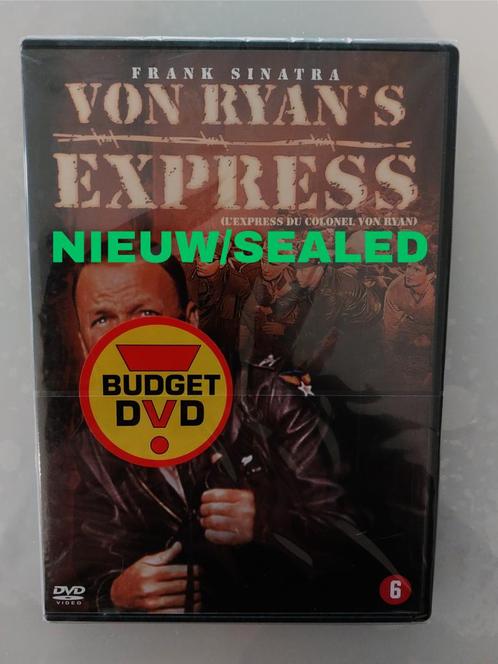 FRANK SINATRA
VON RYAN'S
EXPRESS
(L'EXPRESS DU COLONEL VON RYAN)
NIEUW/SEALED
BUDGET
DVD
DVD
VIDEO
6